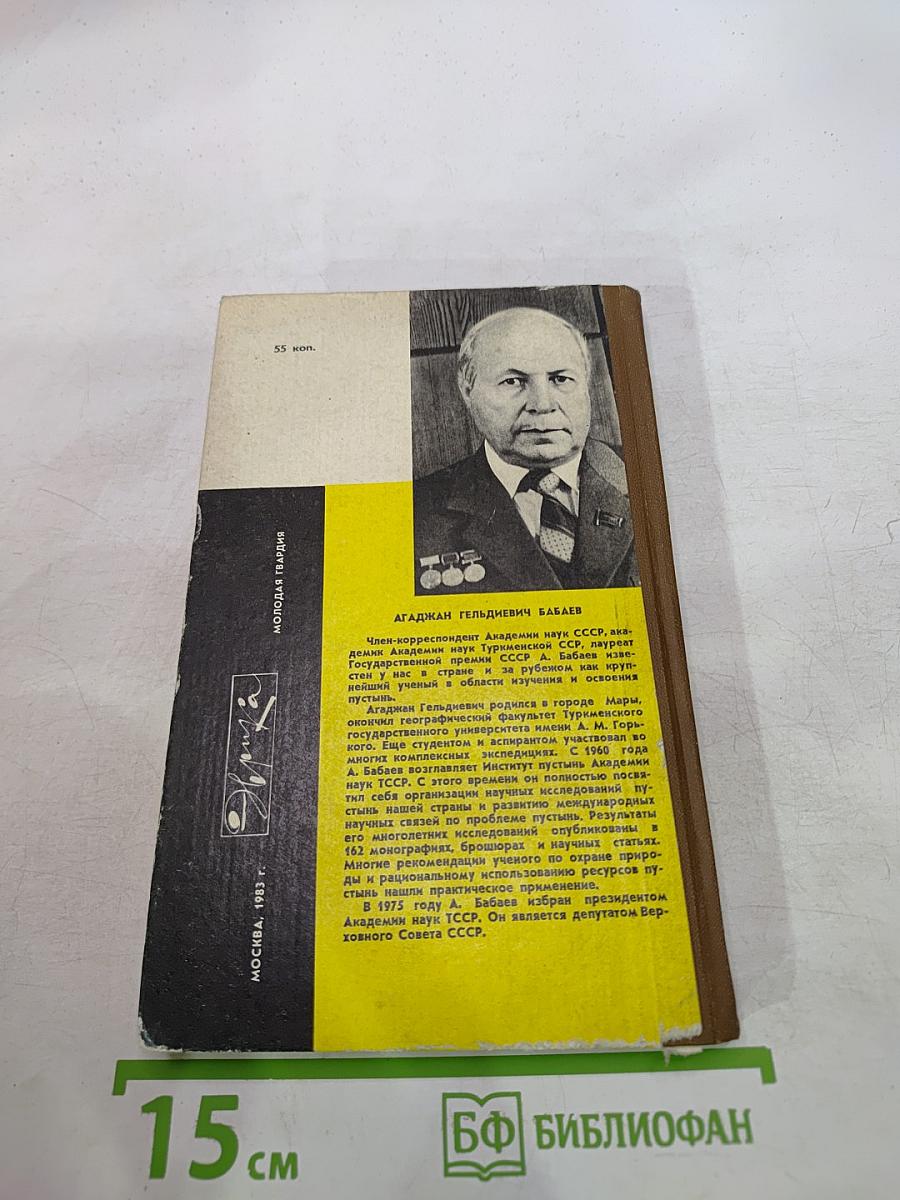 55 коп.
АГАДЖАН ГЕЛЬДИЕВИЧ БАБАЕВ
Член-корреспондент Академии наук СССР, ака-
демик Академии наук Туркменской ССР, лауреат
Государственной премии СССР А. Бабаев изве-
стен у нас в стране и за рубежом как круп-
нейший ученый в области изучения и освоения
пустынь.
Агаджан Гельдиевич родился в городе Мары,
окончил географический факультет Туркменского
государственного университета имени А. М. Горь-
кого. Еще студентом и аспирантом участвовал во
многих комплексных экспедициях. С 1960 года
А. Бабаев возглавляет Институт пустынь Академии
наук ТССР. С этого времени он полностью посвя-
тил себя организации научных исследований пу-
стынь нашей страны и развитию международных
научных связей по проблеме пустынь. Результаты
его многолетних исследований опубликованы в
162 монографиях, брошюрах и научных статьях.
Многие рекомендации ученого по охране приро-
ды и рациональному использованию ресурсов пу-
стынь нашли практическое применение.
В 1975 году А. Бабаев избран президентом
Академии наук ТССР. Он является депутатом Вер-
ховного Совета СССР.
МОСКВА, 1983 г.
Эврика
МОЛОДАЯ ГВАРДИЯ
15 см
БФ БИБЛИОФАН